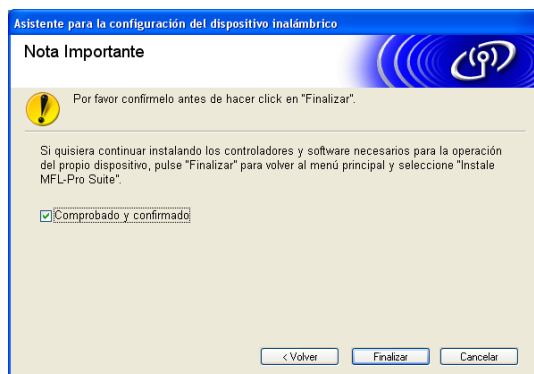 Asistente para la configuración del dispositivo inalámbrico
Nota Importante
Por favor confírmelo antes de hacer click en "Finalizar".
Si quisiera continuar instalando los controladores y software necesarios para la operación
del propio dispositivo, pulse "Finalizar" para volver al menú principal y seleccione "Instale
MFL-Pro Suite".
Comprobado y confirmado
< Volver
Finalizar
Cancelar